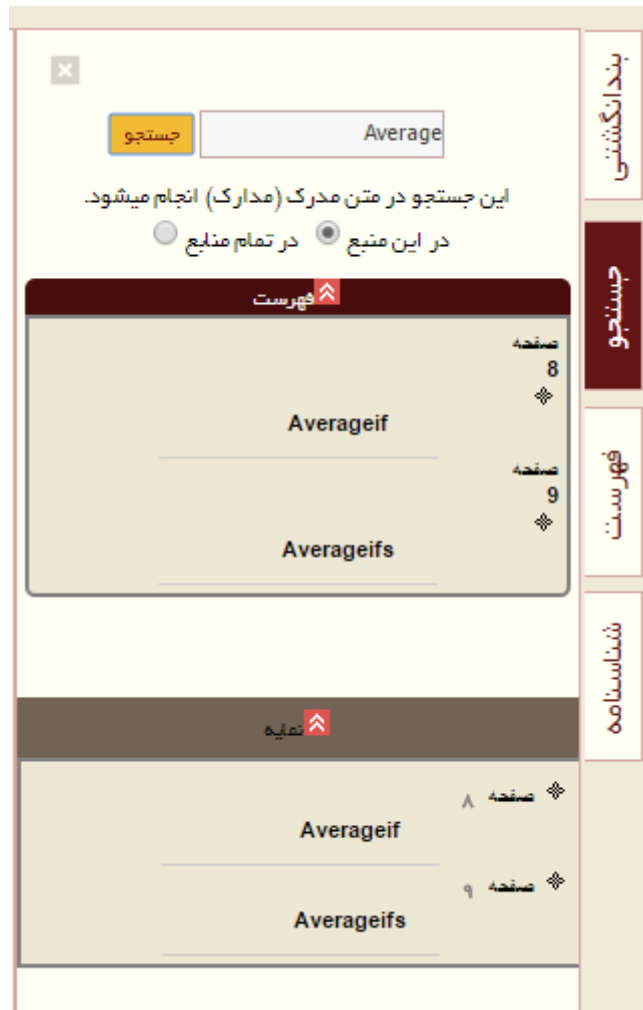 Average
جستجو
این جستجو در متن مدرک (مدارک) انجام میشود.
در این منبع
در تمام منابع
فهرست
صفحه
8
Averageif
صفحه
9
Averageifs
نمایه
صفحه ۸
Averageif
صفحه ۹
Averageifs
بندانگشتی
جستجو
فهرست
شناسنامه